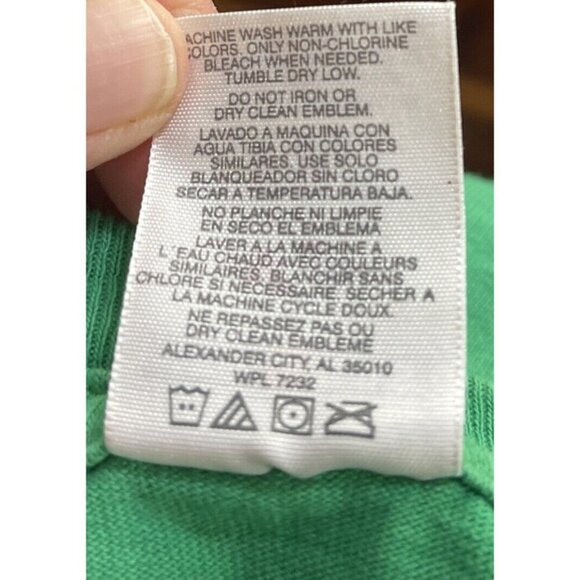 ACHINE WASH WARM WITH LIKE
COLORS. ONLY NON-CHLORINE
BLEACH WHEN NEEDED.
TUMBLE DRY LOW.
DO NOT IRON OR
DRY CLEAN EMBLEM.
LAVADO A MAQUINA CON
AGUA TIBIA CON COLORES
SIMILARES. USE SOLO
BLANQUEADOR SIN CLORO
SECAR A TEMPERATURA BAJA.
NO PLANCHE NI LIMPIE
EN SECO EL EMBLEMA
LAVER A LA MACHINE A
L'EAU CHAUD AVEC COULEURS
SIMILAIRES, BLANCHIR SANS
CHLORE SI NECESSAIRE. SECHER A
LA MACHINE CYCLE DOUX.
NE REPASSEZ PAS OU
DRY CLEAN EMBLEME
ALEXANDER CITY, AL 35010
WPL 7232